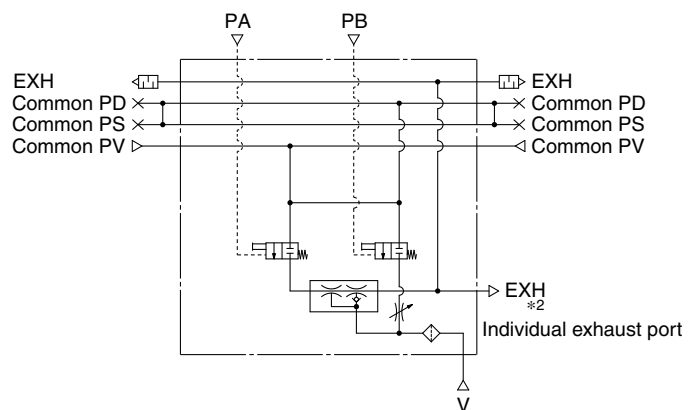 PA PB
EXH EXH
Common PD Common PD
Common PS Common PS
Common PV Common PV
EXH
*2
Individual exhaust port
V